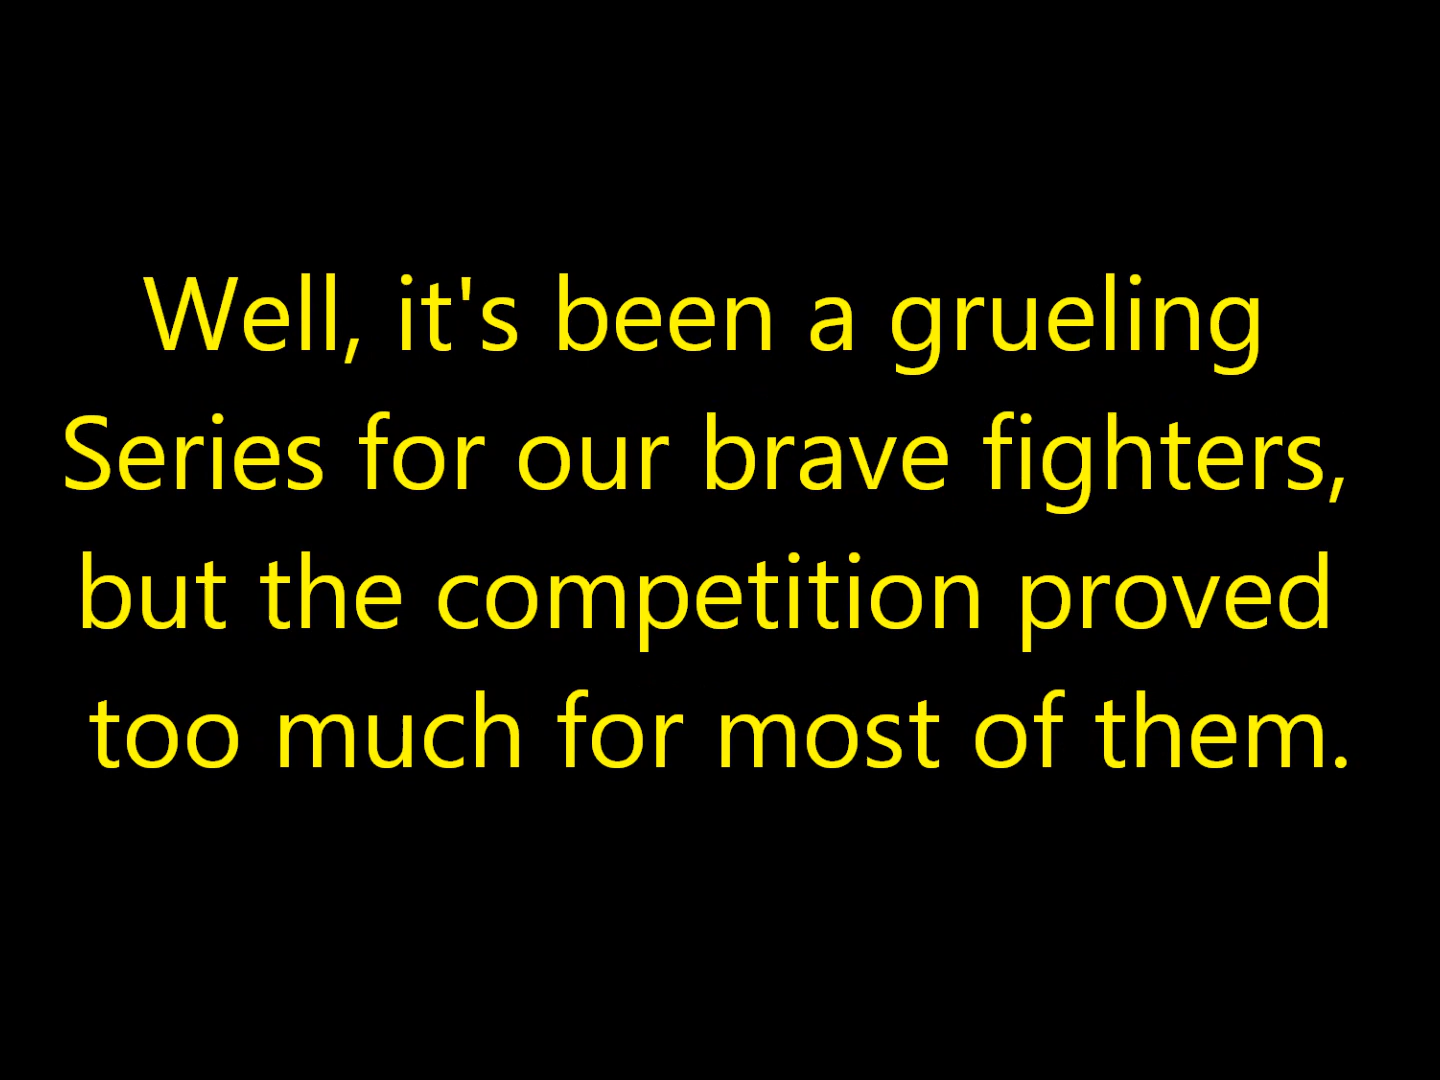 Well, it's been a grueling
Series for our brave fighters,
but the competition proved
too much for most of them.